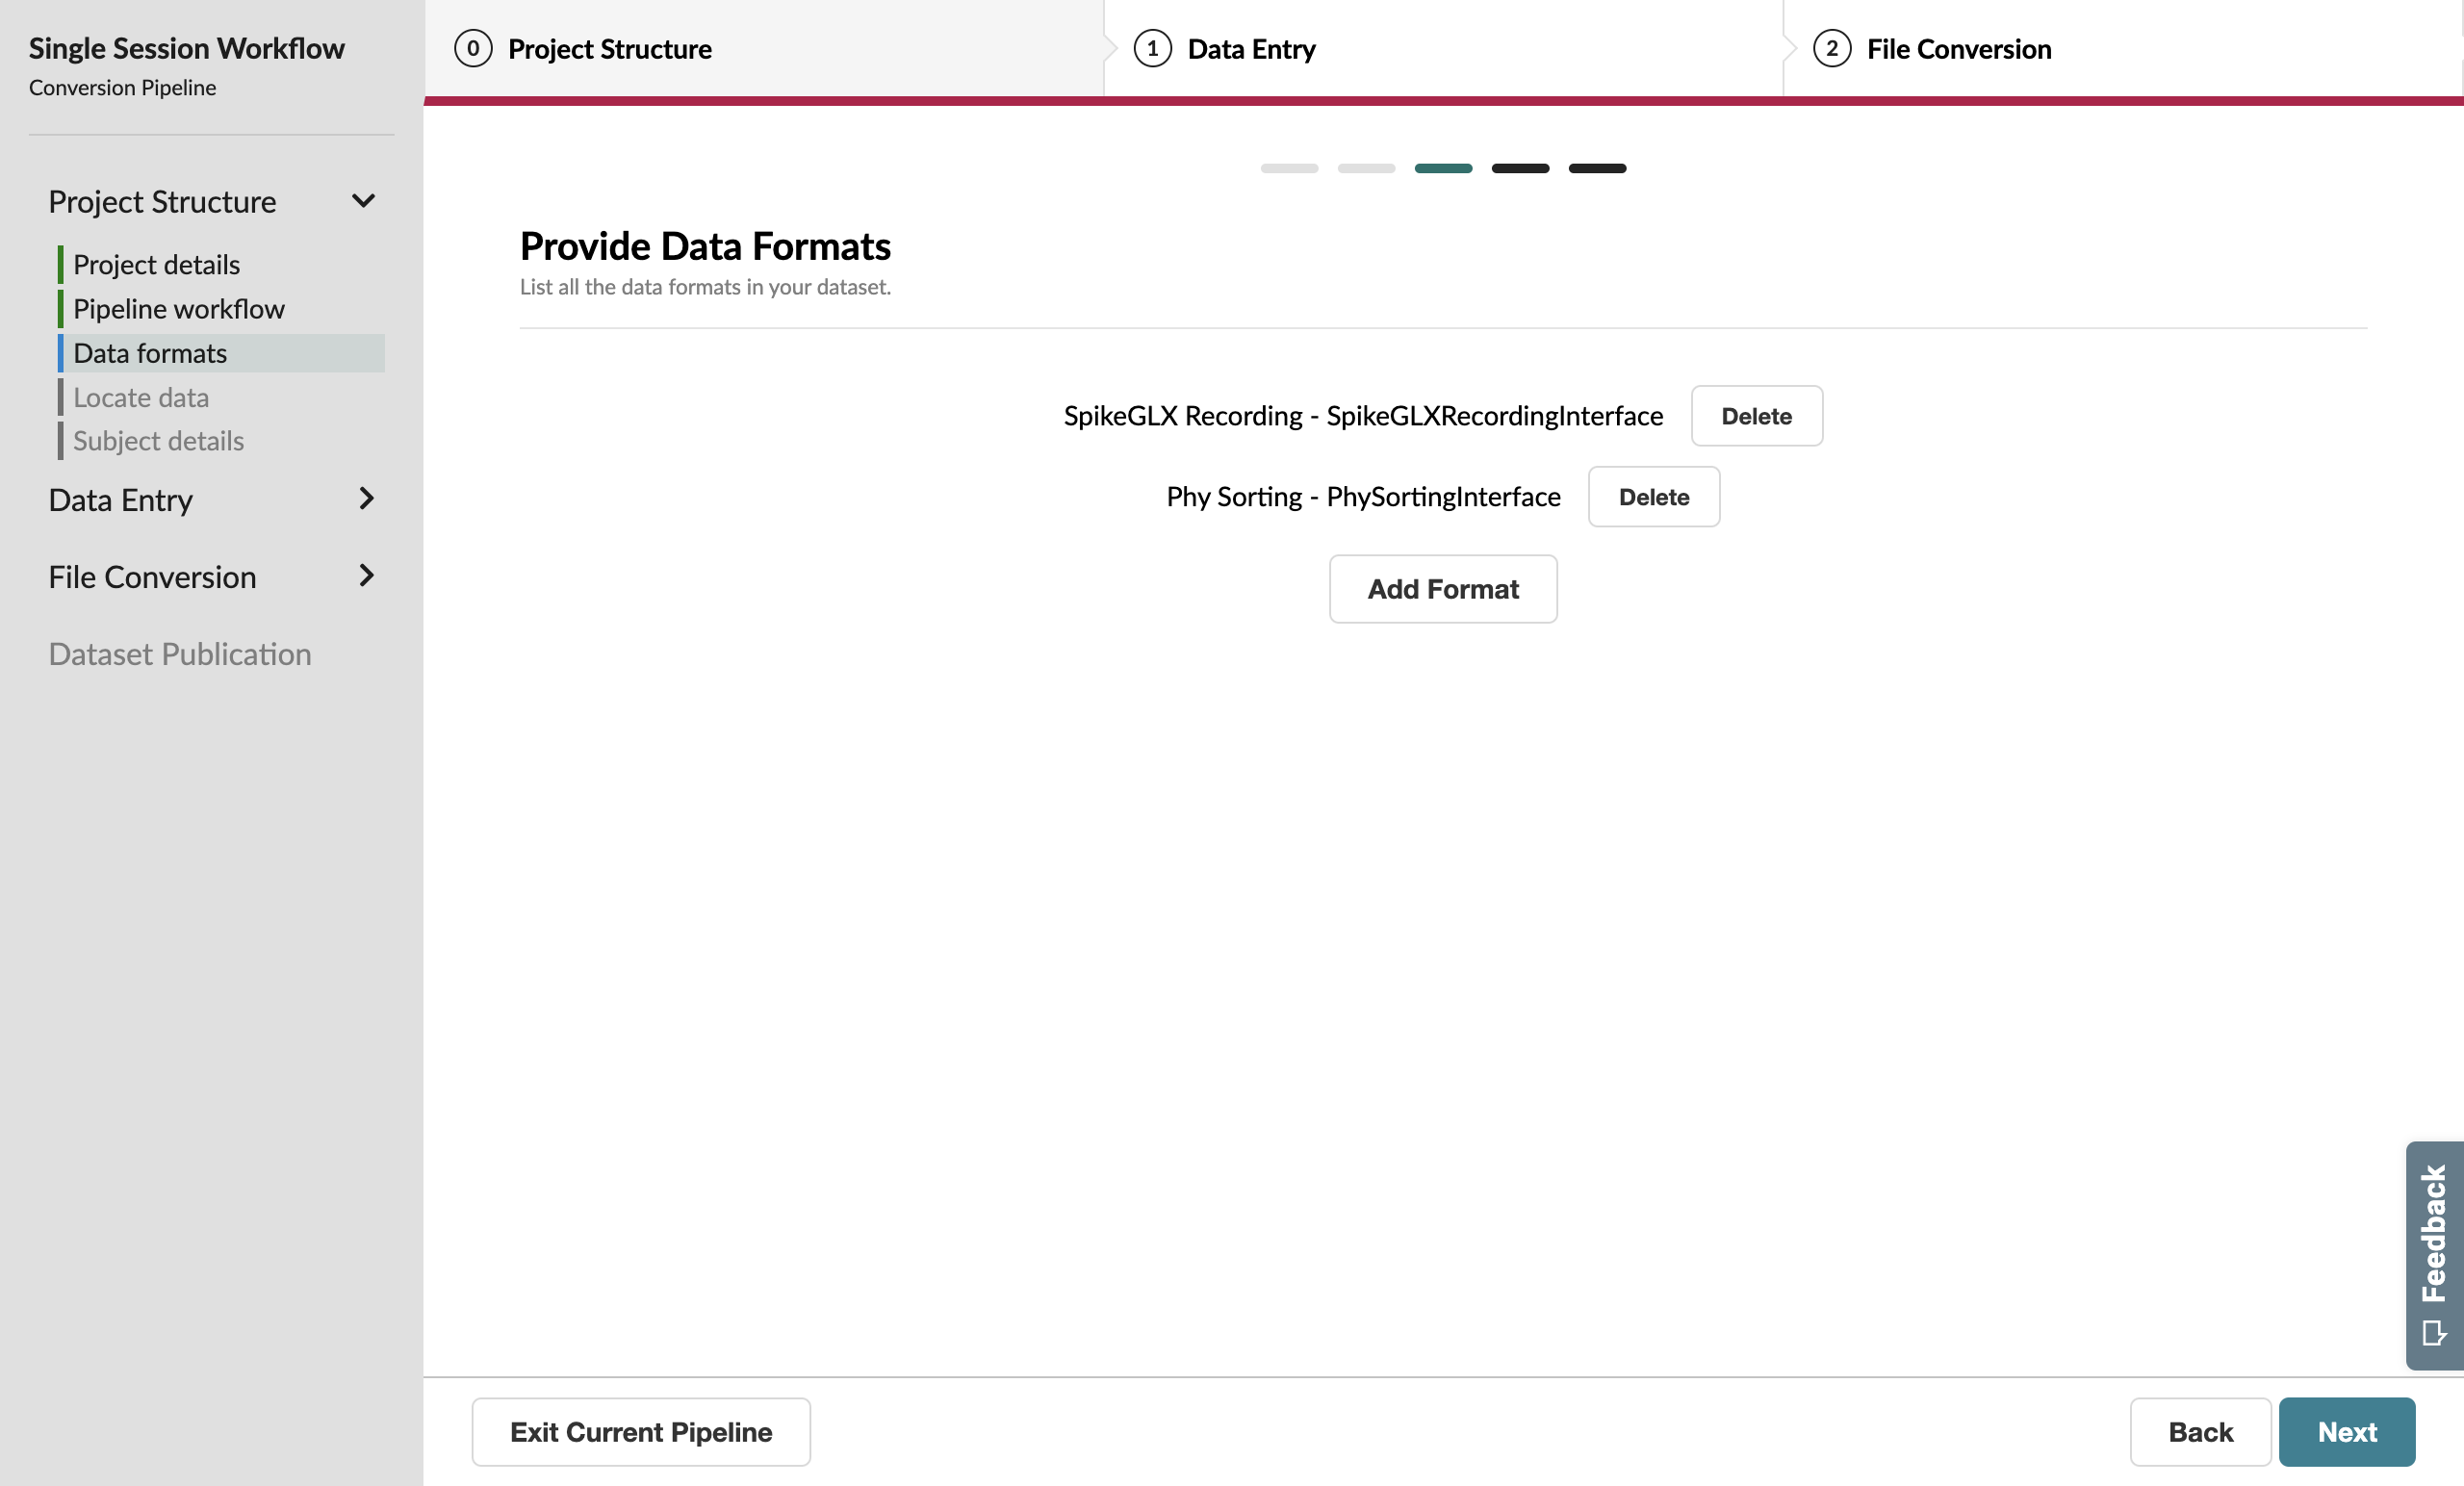 Single Session Workflow
Conversion Pipeline
Project Structure
Project details
Pipeline workflow
Data formats
Locate data
Subject details
Data Entry
File Conversion
Dataset Publication
0 Project Structure
1 Data Entry
2 File Conversion
Provide Data Formats
List all the data formats in your dataset.
SpikeGLX Recording - SpikeGLXRecordingInterface Delete
Phy Sorting - PhySortingInterface Delete
Add Format
Feedback
Exit Current Pipeline
Back Next